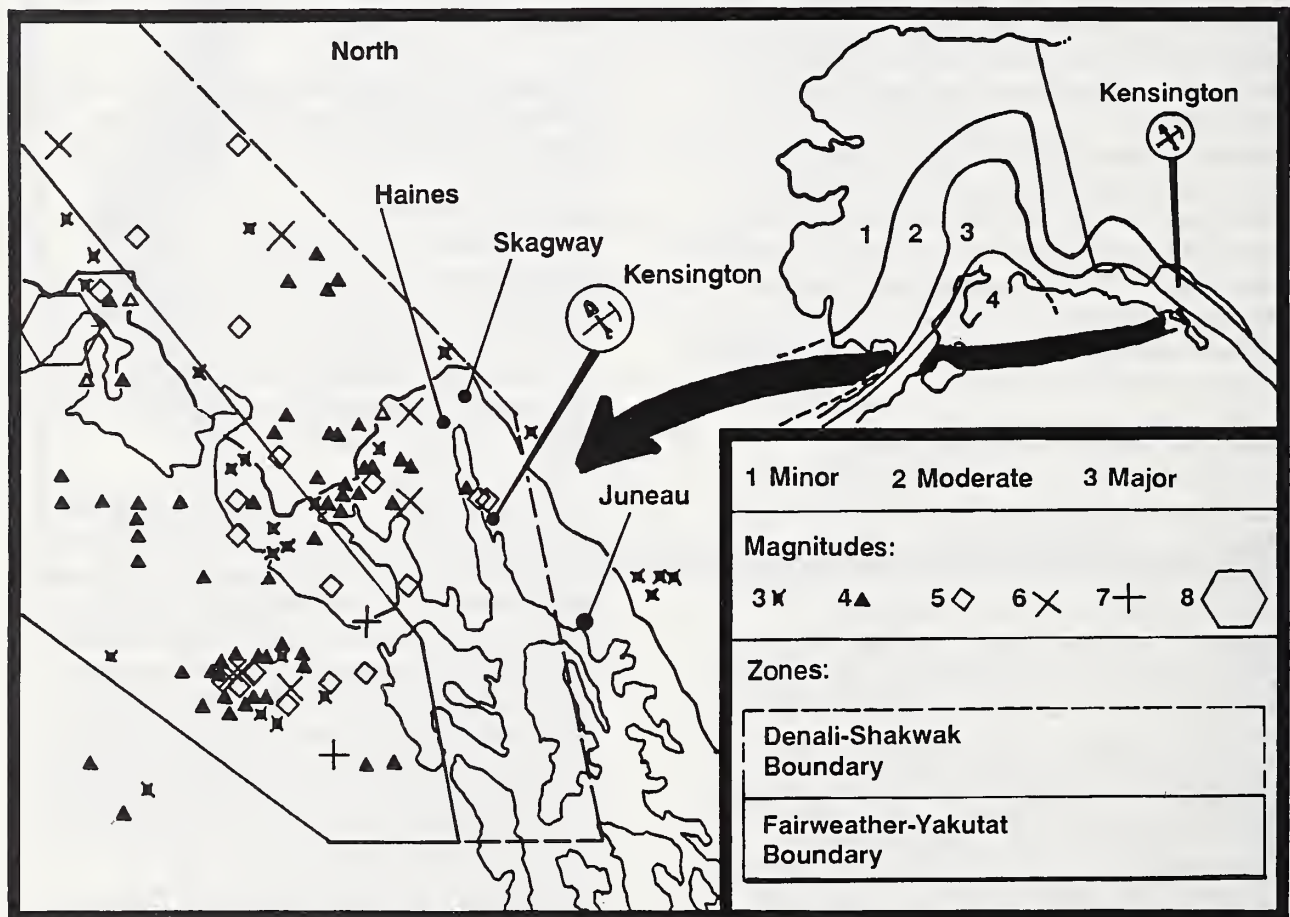 North
Kensington
Haines
Skagway
Kensington
1 2 3
4
Juneau
1 Minor 2 Moderate 3 Major
Magnitudes:
3 4 5 6 7 8
Zones:
Denali-Shakwak
Boundary
Fairweather-Yakutat
Boundary